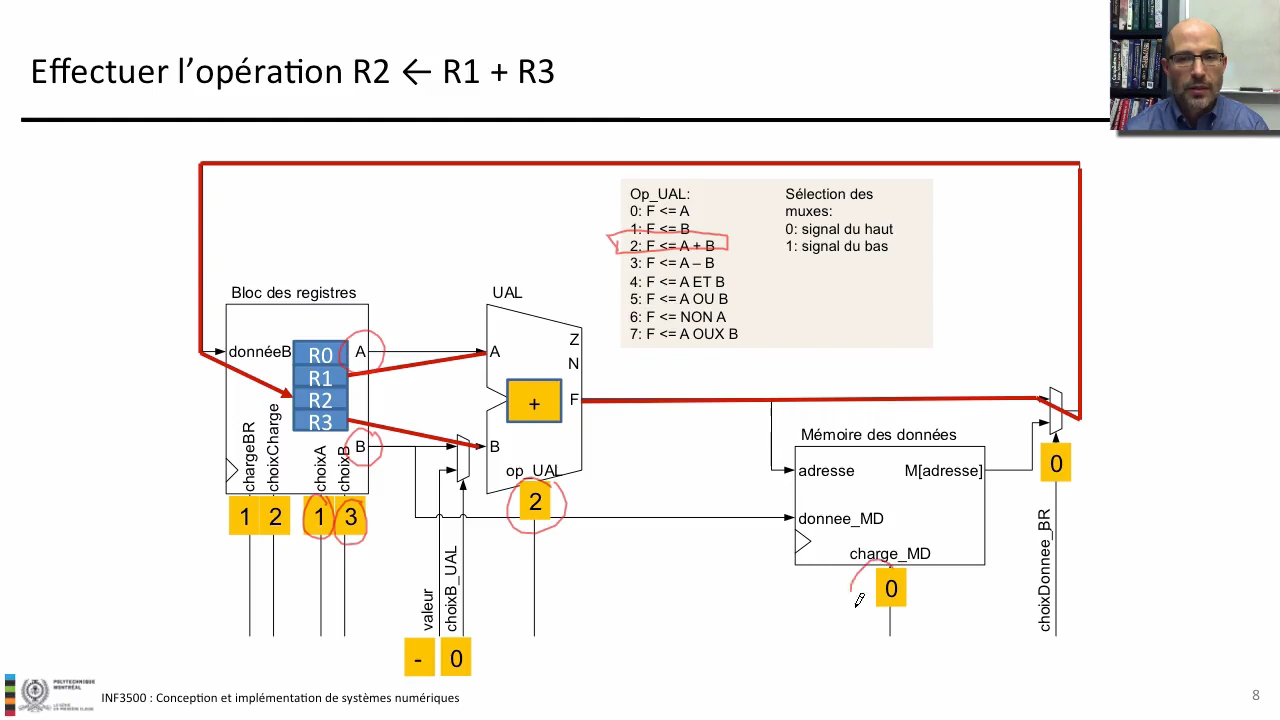 Effectuer l’opération R2 ← R1 + R3
Op_UAL:
0: F <= A
1: F <= B
2: F <= A + B
3: F <= A – B
4: F <= A ET B
5: F <= A OU B
6: F <= NON A
7: F <= A OUX B
Sélection des
muxes:
0: signal du haut
1: signal du bas
Bloc des registres
UAL
donnéeB
R0
R1
R2
R3
A
B
chargeBR
choixCharge
choixA
choixB
1
2
1
3
A
B
Z
N
F
+
op_UAL
2
valeur
choixB_UAL
-
0
Mémoire des données
adresse
M[adresse]
donnee_MD
charge_MD
0
0
choixDonnee_BR
POLYTECHNIQUE
MONTRÉAL
INF3500 : Conception et implémentation de systèmes numériques
8